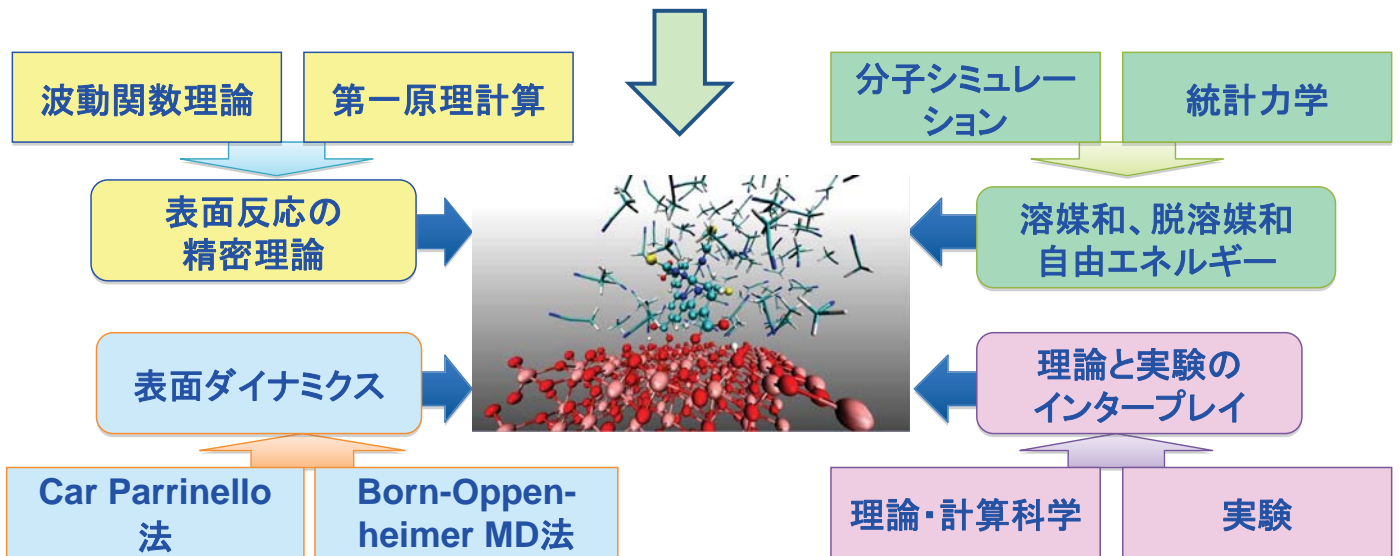 波動関数理論
第一原理計算
分子シミュレー
ション
統計力学
表面反応の
精密理論
溶媒和、脱溶媒和
自由エネルギー
表面ダイナミクス
理論と実験の
インタープレイ
Car Parrinello
法
Born-Oppen-
heimer MD法
理論・計算科学
実験